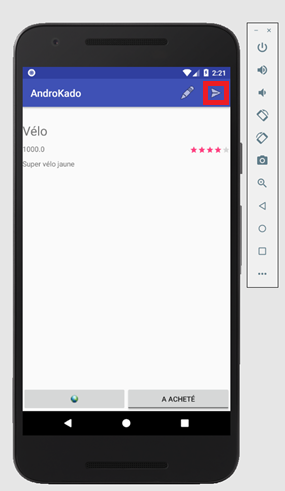 2:21
AndroKado
Vélo
1000.0
Super vélo jaune
A ACHETÉ